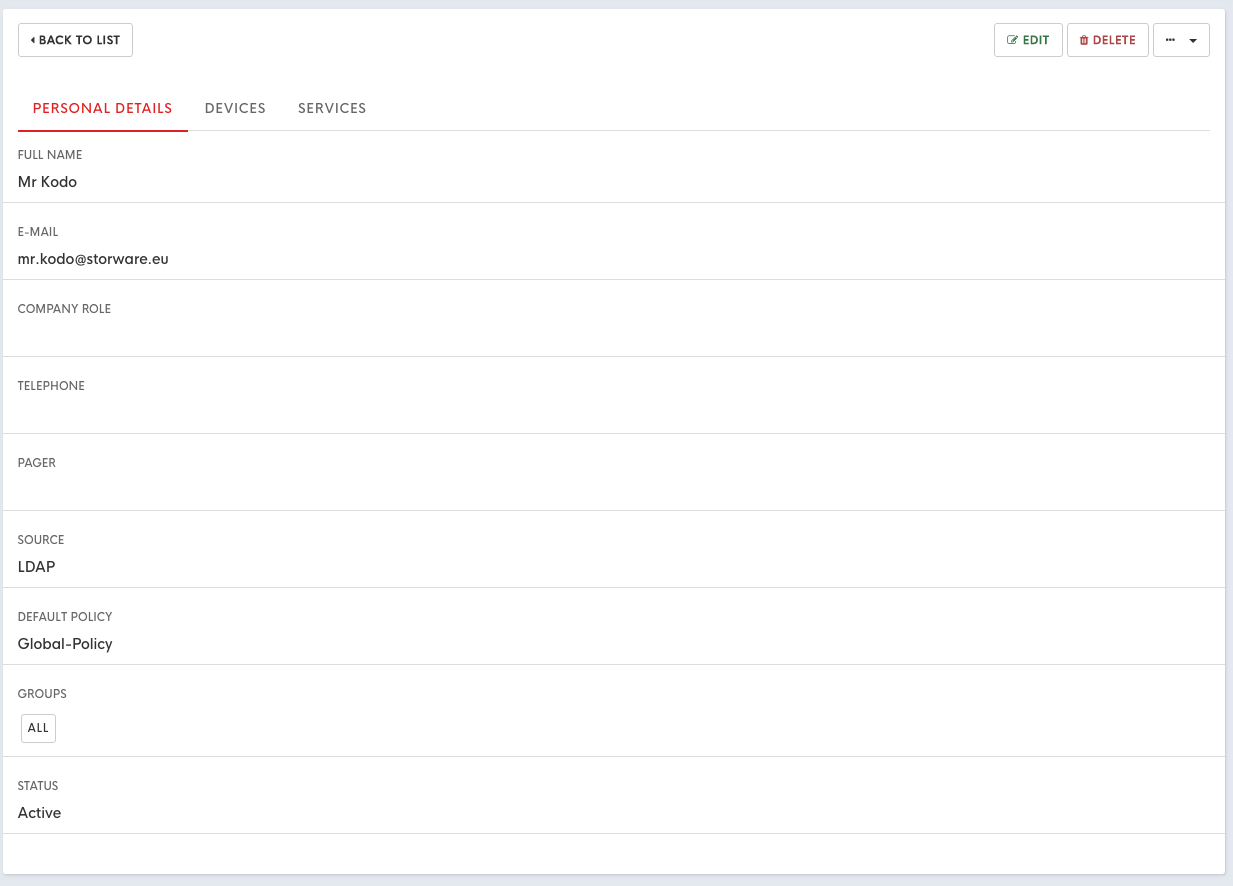 BACK TO LIST
EDIT
DELETE
PERSONAL DETAILS
DEVICES
SERVICES
FULL NAME
Mr Kodo
E-MAIL
mr.kodo@storware.eu
COMPANY ROLE
TELEPHONE
PAGER
SOURCE
LDAP
DEFAULT POLICY
Global-Policy
GROUPS
ALL
STATUS
Active